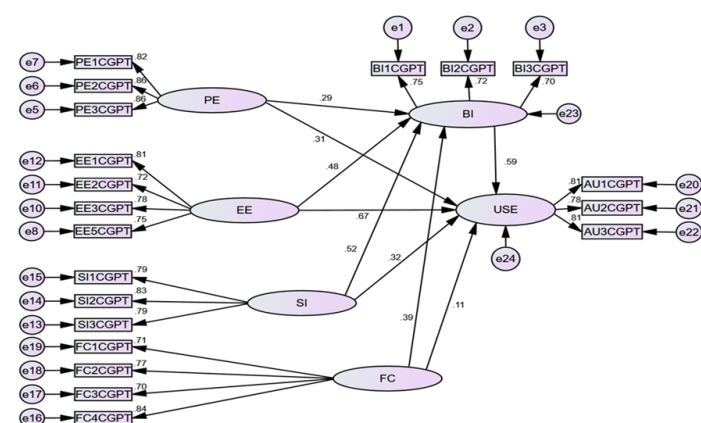 e1 e2 e3
BI1CGPT BI2CGPT BI3CGPT
.75 .72 .70
e7 PE1CGPT .82
e6 PE2CGPT .86
e5 PE3CGPT .86
PE
.29
.31
BI
e23
e12 EE1CGPT .81
e11 EE2CGPT .72
e10 EE3CGPT .78
e8 EE5CGPT .75
EE
.48
.67
.59
USE
e24
.81 AU1CGPT e20
.78 AU2CGPT e21
.81 AU3CGPT e22
e15 SI1CGPT .79
e14 SI2CGPT .83
e13 SI3CGPT .79
SI
.52
.32
e19 FC1CGPT .71
e18 FC2CGPT .77
e17 FC3CGPT .70
e16 FC4CGPT .84
FC
.39
.11